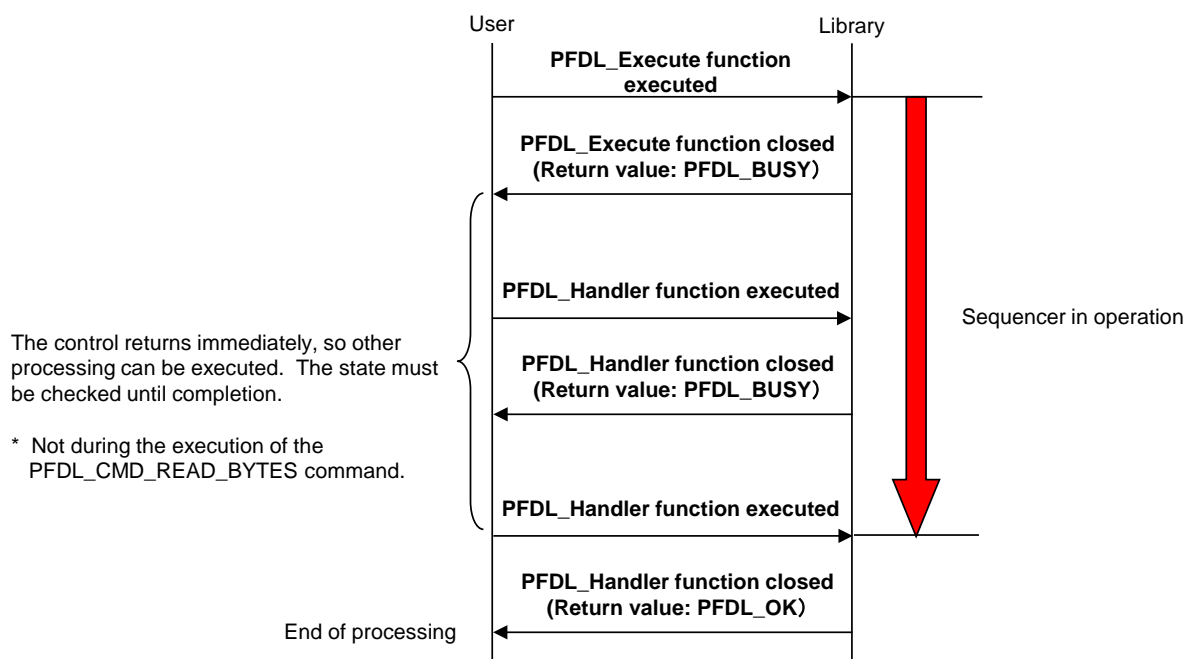 User
Library
PFDL_Execute function
executed
PFDL_Execute function closed
(Return value: PFDL_BUSY）
PFDL_Handler function executed
Sequencer in operation
The control returns immediately, so other
processing can be executed.  The state must
be checked until completion.
PFDL_Handler function closed
(Return value: PFDL_BUSY）
*  Not during the execution of the
PFDL_CMD_READ_BYTES command.
PFDL_Handler function executed
PFDL_Handler function closed
(Return value: PFDL_OK）
End of processing